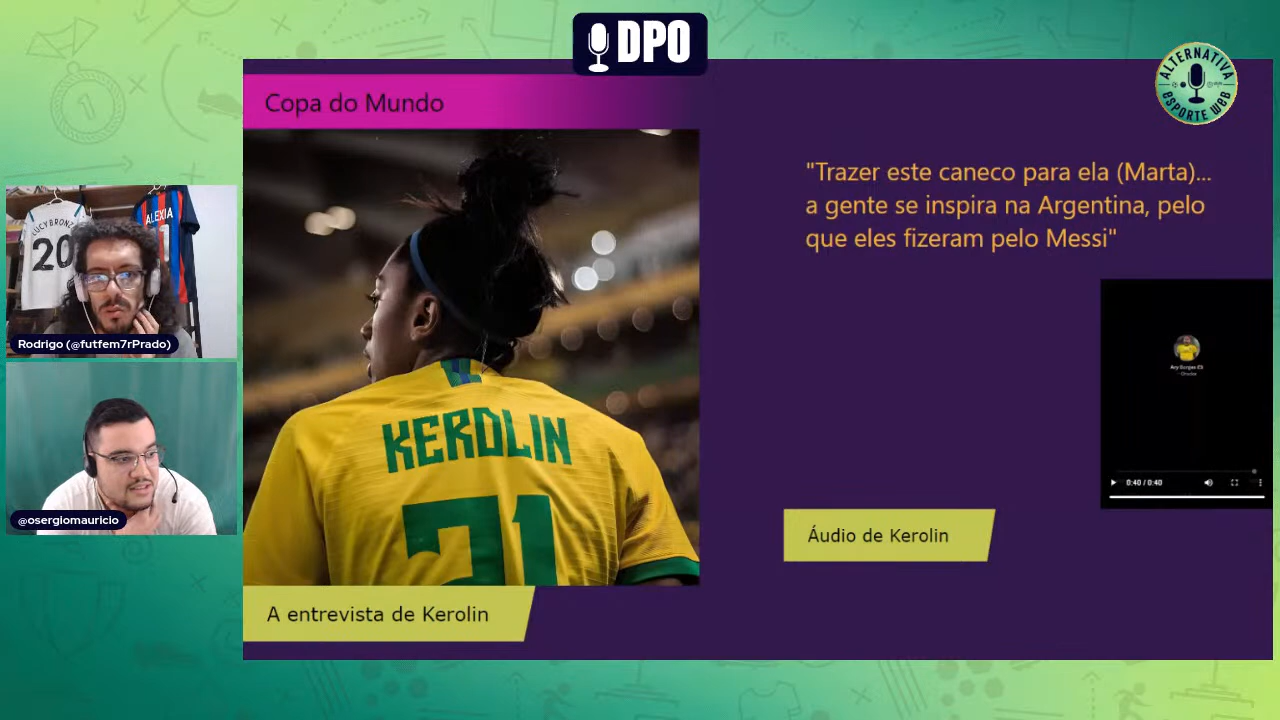 DPO
ALTERNATIVA
ESPORTE WEB
Copa do Mundo
"Trazer este caneco para ela (Marta)...
a gente se inspira na Argentina, pelo
que eles fizeram pelo Messi"
LUCY BRONZE
20
ALEXIA
Rodrigo (@futfem7rPrado)
@osergiomauricio
KEROLIN
21
0:40 / 0:40
Áudio de Kerolin
A entrevista de Kerolin